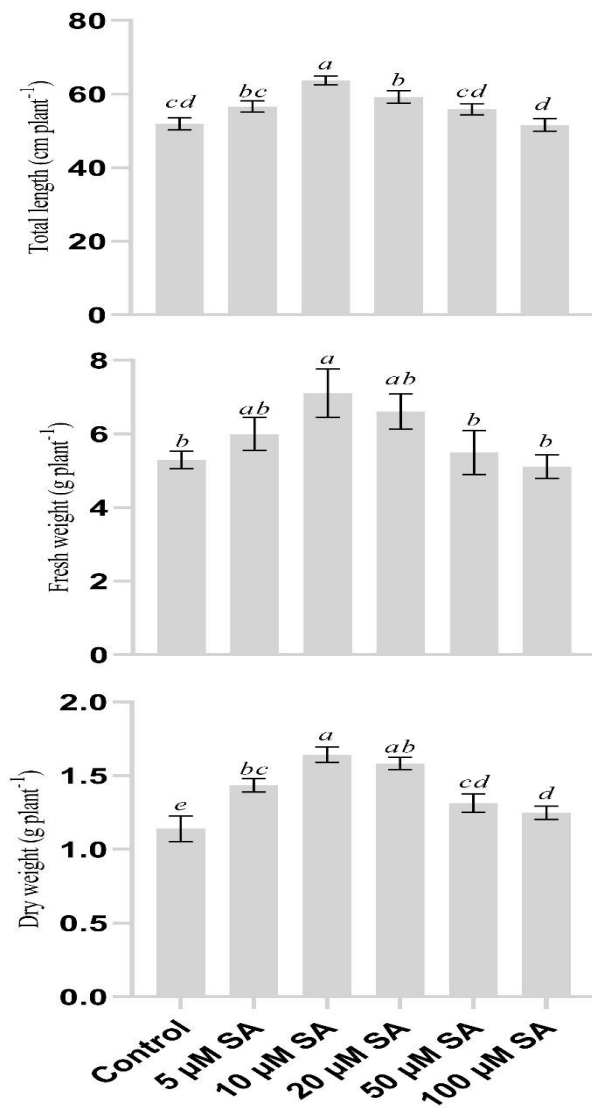 Total length (cm plant⁻¹)
80
60
40
20
0
cd
bc
a
b
cd
d
Fresh weight (g plant⁻¹)
8
6
4
2
0
b
ab
a
ab
b
b
Dry weight (g plant⁻¹)
2.0
1.5
1.0
0.5
0.0
e
bc
a
ab
cd
d
Control
5 µM SA
10 µM SA
20 µM SA
50 µM SA
100 µM SA